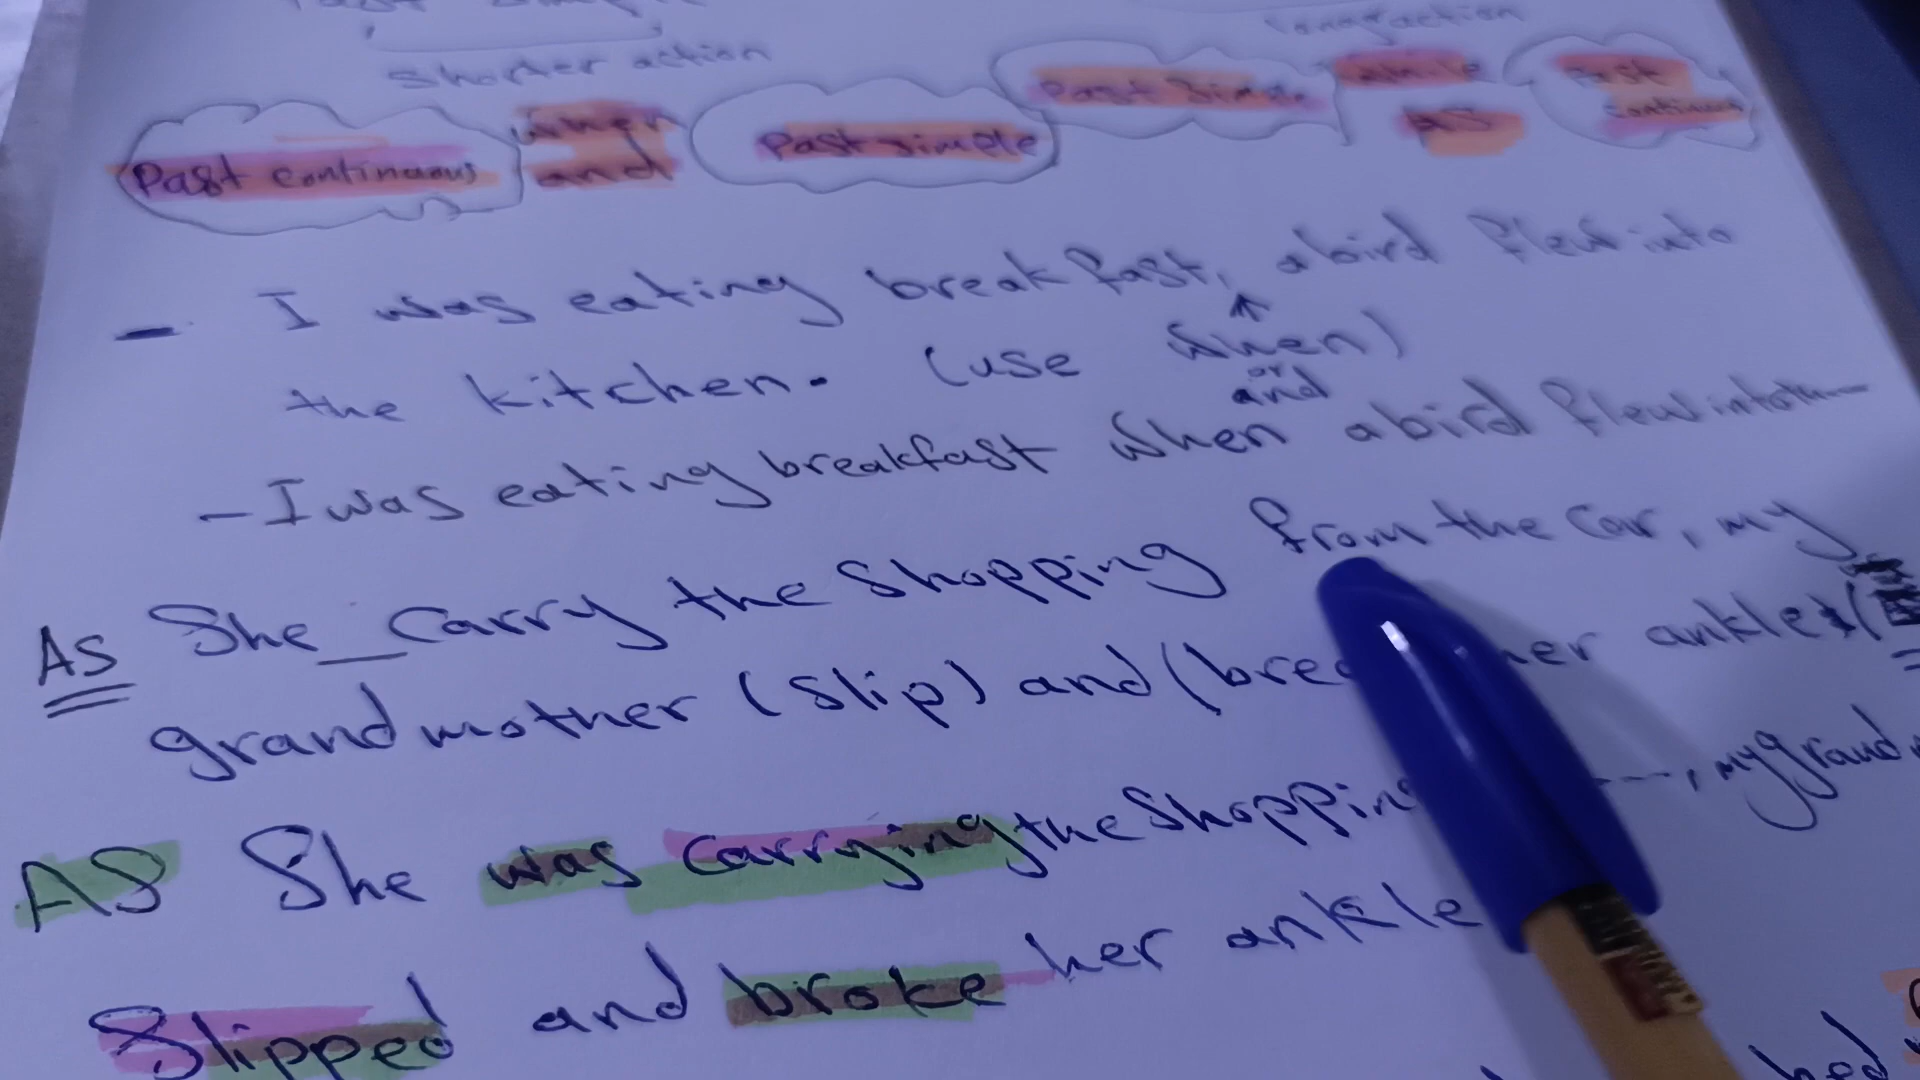 shorter action
Past continuous when and Past simple
Past Simple while As Past continuous
- I was eating breakfast, a bird flew into
the kitchen. (use when)
or
and
- I was eating breakfast when a bird flew into
As She _ Carry the Shopping from the Car, my
grandmother (Slip) and (brea her ankle
As She was Carrying the Shopping ---, my grand
Slipped and broke her ankle